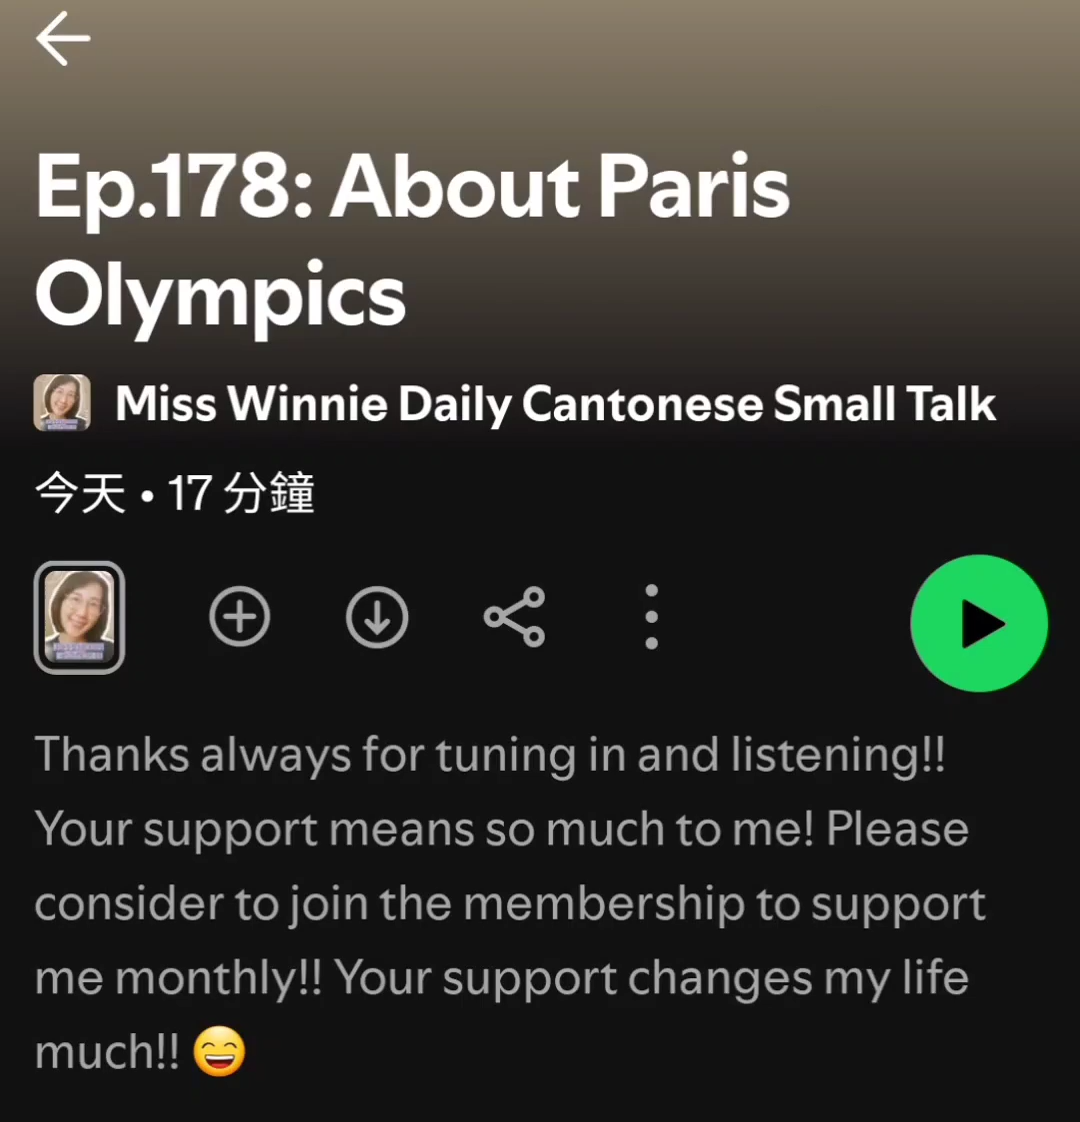 Ep.178: About Paris
Olympics
Miss Winnie Daily Cantonese Small Talk
今天 • 17 分鐘
Thanks always for tuning in and listening!!
Your support means so much to me! Please
consider to join the membership to support
me monthly!! Your support changes my life
much!! 😄